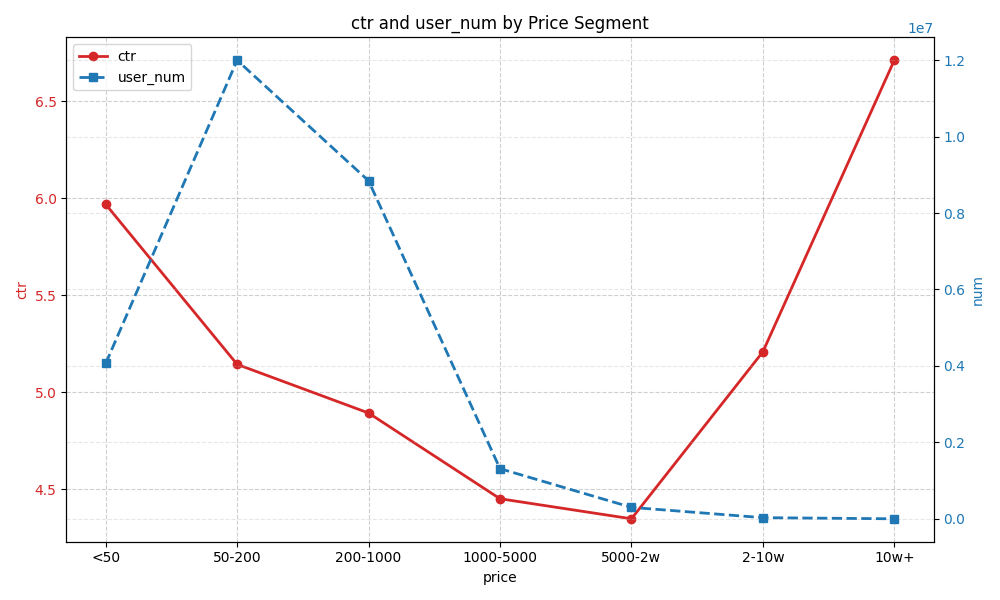 ctr and user_num by Price Segment
1e7
ctr
user_num
6.5
6.0
5.5
5.0
4.5
ctr
1.2
1.0
0.8
0.6
0.4
0.2
0.0
num
<50
50-200
200-1000
1000-5000
5000-2w
2-10w
10w+
price